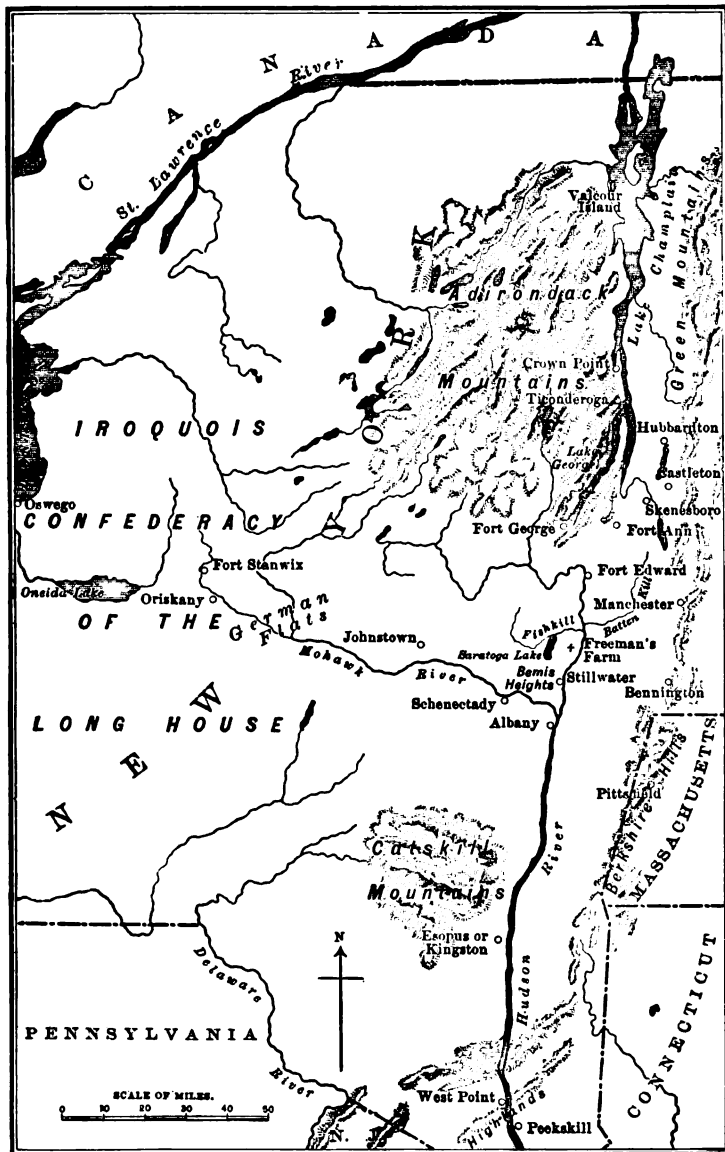 CANADA
St. Lawrence River
Valcour
Island
Lake Champlain
Green Mountain
Adirondack
Mountains
Crown Point
Ticonderoga
Lake
George
Hubbardton
Castleton
Skenesboro
Fort George
Fort Ann
IROQUOIS
Oswego
CONFEDERACY
Fort Stanwix
Oneida Lake
Oriskany
OF THE
German
Flats
Fort Edward
Manchester
Batten Kill
Fishkill
Johnstown
Freeman's
Farm
Saratoga Lake
Mohawk River
Bemis
Heights
Stillwater
Bennington
LONG HOUSE
Schenectady
Albany
NEW YORK
Pittsfield
Berkshire Hills
MASSACHUSETTS
Catskill
Mountains
Hudson River
Esopus or
Kingston
N
Delaware River
PENNSYLVANIA
CONNECTICUT
SCALE OF MILES.
0 10 20 30 40 50
West Point
Highlands
Peekskill
N. J.